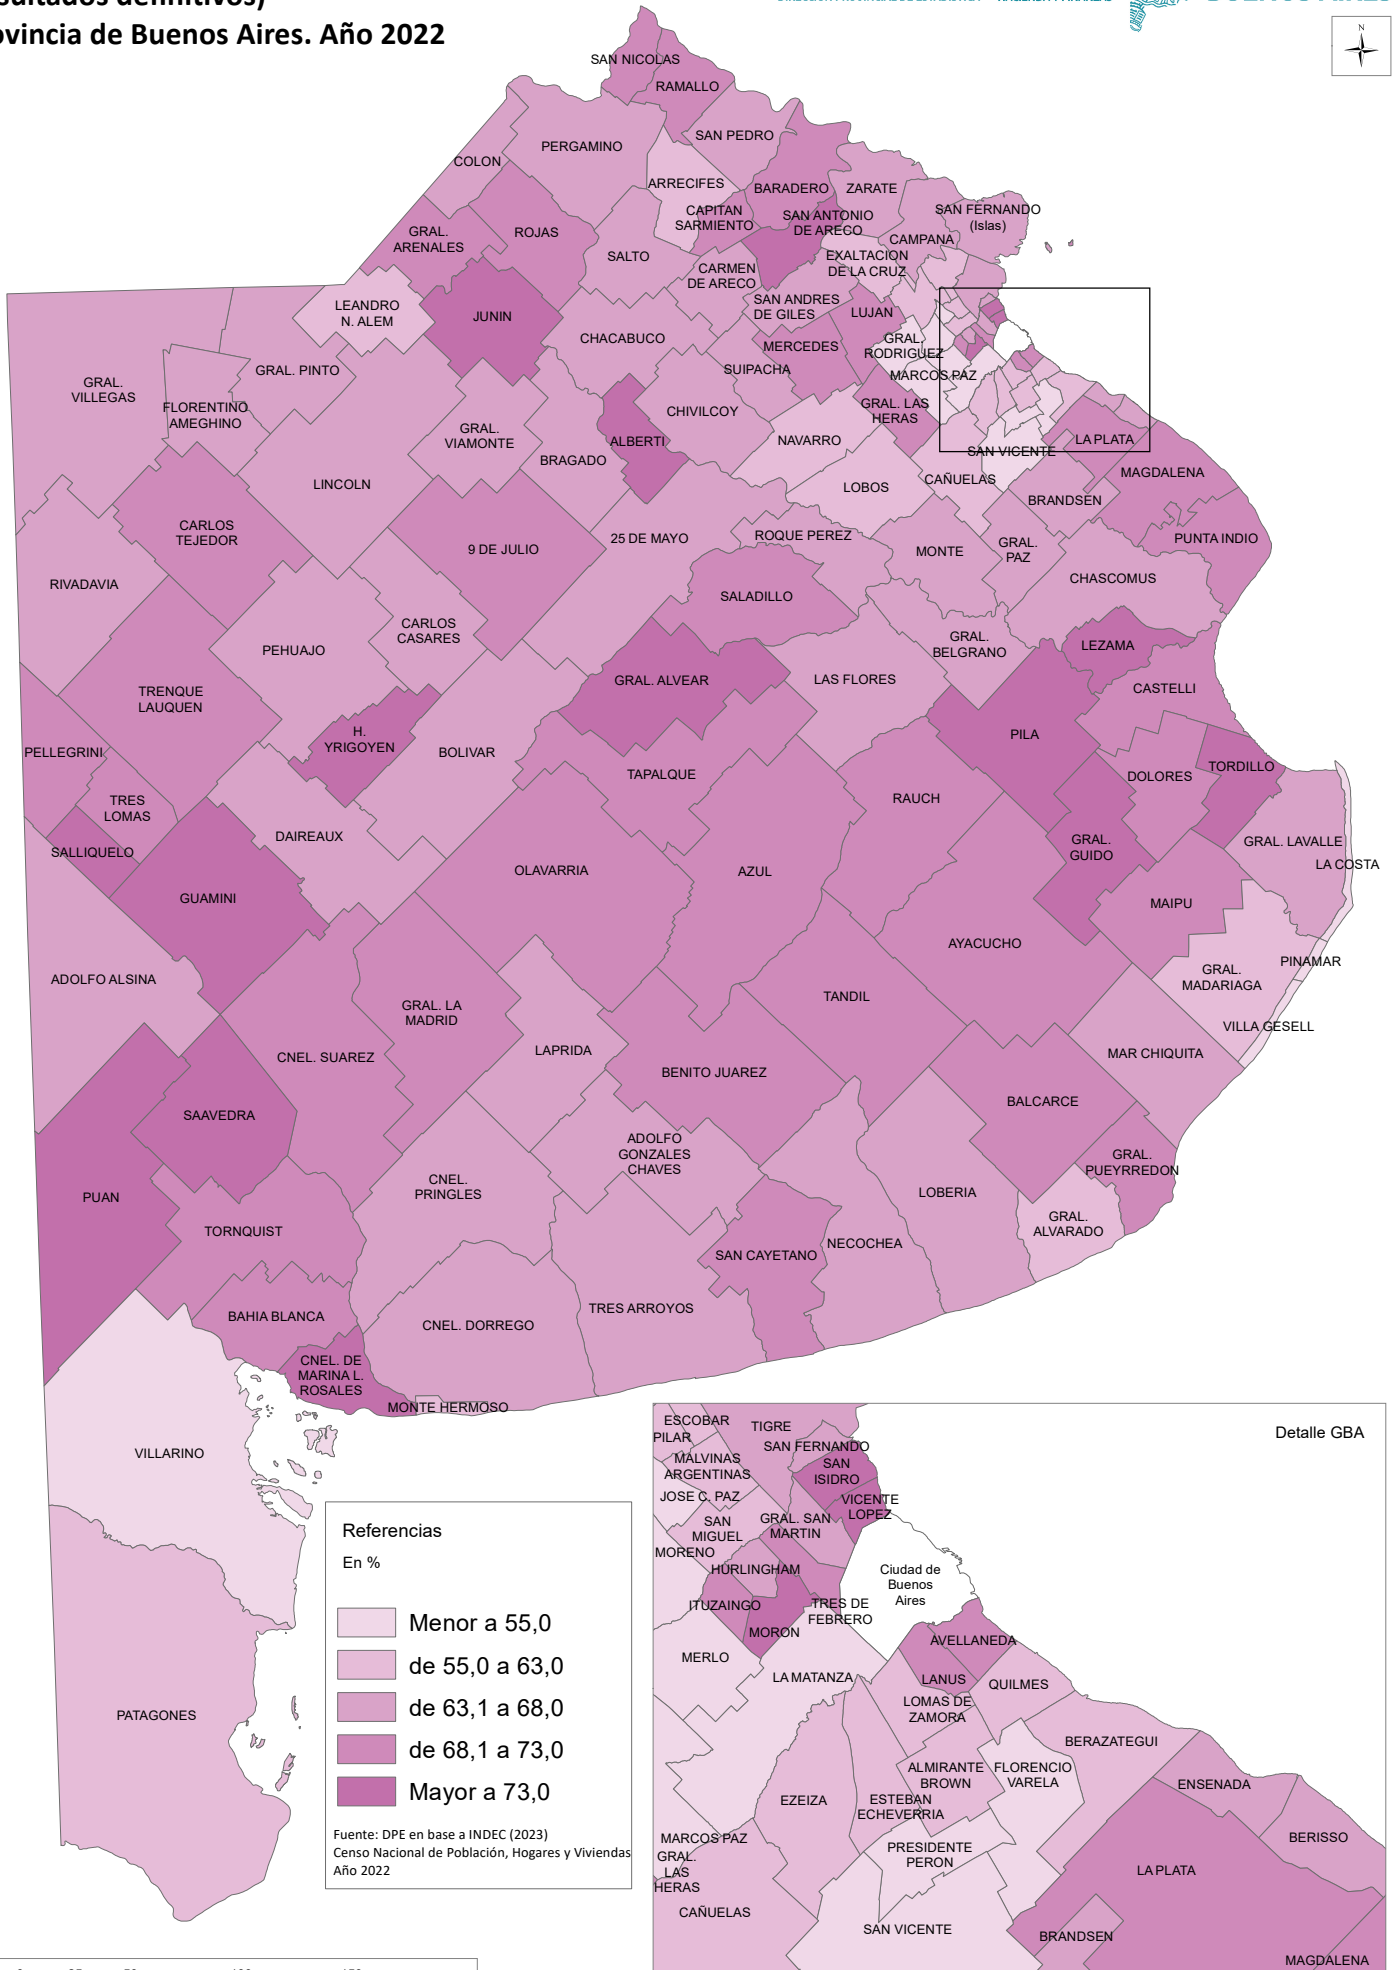 sultados definitivos)
ovincia de Buenos Aires. Año 2022
BUENOS AIRES
N
SAN NICOLAS
RAMALLO
SAN PEDRO
PERGAMINO
COLON
ARRECIFES
BARADERO
ZARATE
CAPITAN
SARMIENTO
SAN ANTONIO
DE ARECO
SAN FERNANDO
(Islas)
CAMPANA
GRAL.
ARENALES
ROJAS
SALTO
CARMEN
DE ARECO
EXALTACION
DE LA CRUZ
LEANDRO
N. ALEM
JUNIN
SAN ANDRES
DE GILES
LUJAN
CHACABUCO
MERCEDES
GRAL.
RODRIGUEZ
GRAL.
VILLEGAS
GRAL. PINTO
SUIPACHA
MARCOS PAZ
FLORENTINO
AMEGHINO
GRAL.
VIAMONTE
ALBERTI
CHIVILCOY
GRAL. LAS
HERAS
NAVARRO
LA PLATA
BRAGADO
SAN VICENTE
LINCOLN
LOBOS
CAÑUELAS
MAGDALENA
BRANDSEN
CARLOS
TEJEDOR
9 DE JULIO
25 DE MAYO
ROQUE PEREZ
MONTE
GRAL.
PAZ
PUNTA INDIO
RIVADAVIA
CHASCOMUS
SALADILLO
CARLOS
CASARES
PEHUAJO
GRAL.
BELGRANO
LEZAMA
TRENQUE
LAUQUEN
GRAL. ALVEAR
LAS FLORES
CASTELLI
PELLEGRINI
H.
YRIGOYEN
BOLIVAR
PILA
TAPALQUE
DOLORES
TORDILLO
TRES
LOMAS
RAUCH
SALLIQUELO
DAIREAUX
GRAL.
GUIDO
GRAL. LAVALLE
LA COSTA
GUAMINI
OLAVARRIA
AZUL
MAIPU
AYACUCHO
ADOLFO ALSINA
GRAL.
MADARIAGA
PINAMAR
GRAL. LA
MADRID
TANDIL
VILLA GESELL
CNEL. SUAREZ
LAPRIDA
MAR CHIQUITA
BENITO JUAREZ
SAAVEDRA
BALCARCE
ADOLFO
GONZALES
CHAVES
GRAL.
PUEYRREDON
PUAN
CNEL.
PRINGLES
LOBERIA
GRAL.
ALVARADO
TORNQUIST
SAN CAYETANO
NECOCHEA
BAHIA BLANCA
CNEL. DORREGO
TRES ARROYOS
CNEL. DE
MARINA L.
ROSALES
MONTE HERMOSO
VILLARINO
PATAGONES
Referencias
En %
Menor a 55,0
de 55,0 a 63,0
de 63,1 a 68,0
de 68,1 a 73,0
Mayor a 73,0
Fuente: DPE en base a INDEC (2023)
Censo Nacional de Población, Hogares y Viviendas
Año 2022
Detalle GBA
ESCOBAR
PILAR
TIGRE
SAN FERNANDO
MALVINAS
ARGENTINAS
SAN
ISIDRO
JOSE C. PAZ
VICENTE
LOPEZ
SAN
MIGUEL
GRAL. SAN
MARTIN
MORENO
HURLINGHAM
Ciudad de
Buenos
Aires
ITUZAINGO
TRES DE
FEBRERO
MORON
AVELLANEDA
MERLO
LA MATANZA
LANUS
QUILMES
LOMAS DE
ZAMORA
BERAZATEGUI
ALMIRANTE
BROWN
FLORENCIO
VARELA
ENSENADA
EZEIZA
ESTEBAN
ECHEVERRIA
MARCOS PAZ
BERISSO
PRESIDENTE
PERON
GRAL.
LAS
HERAS
LA PLATA
CAÑUELAS
SAN VICENTE
BRANDSEN
MAGDALENA